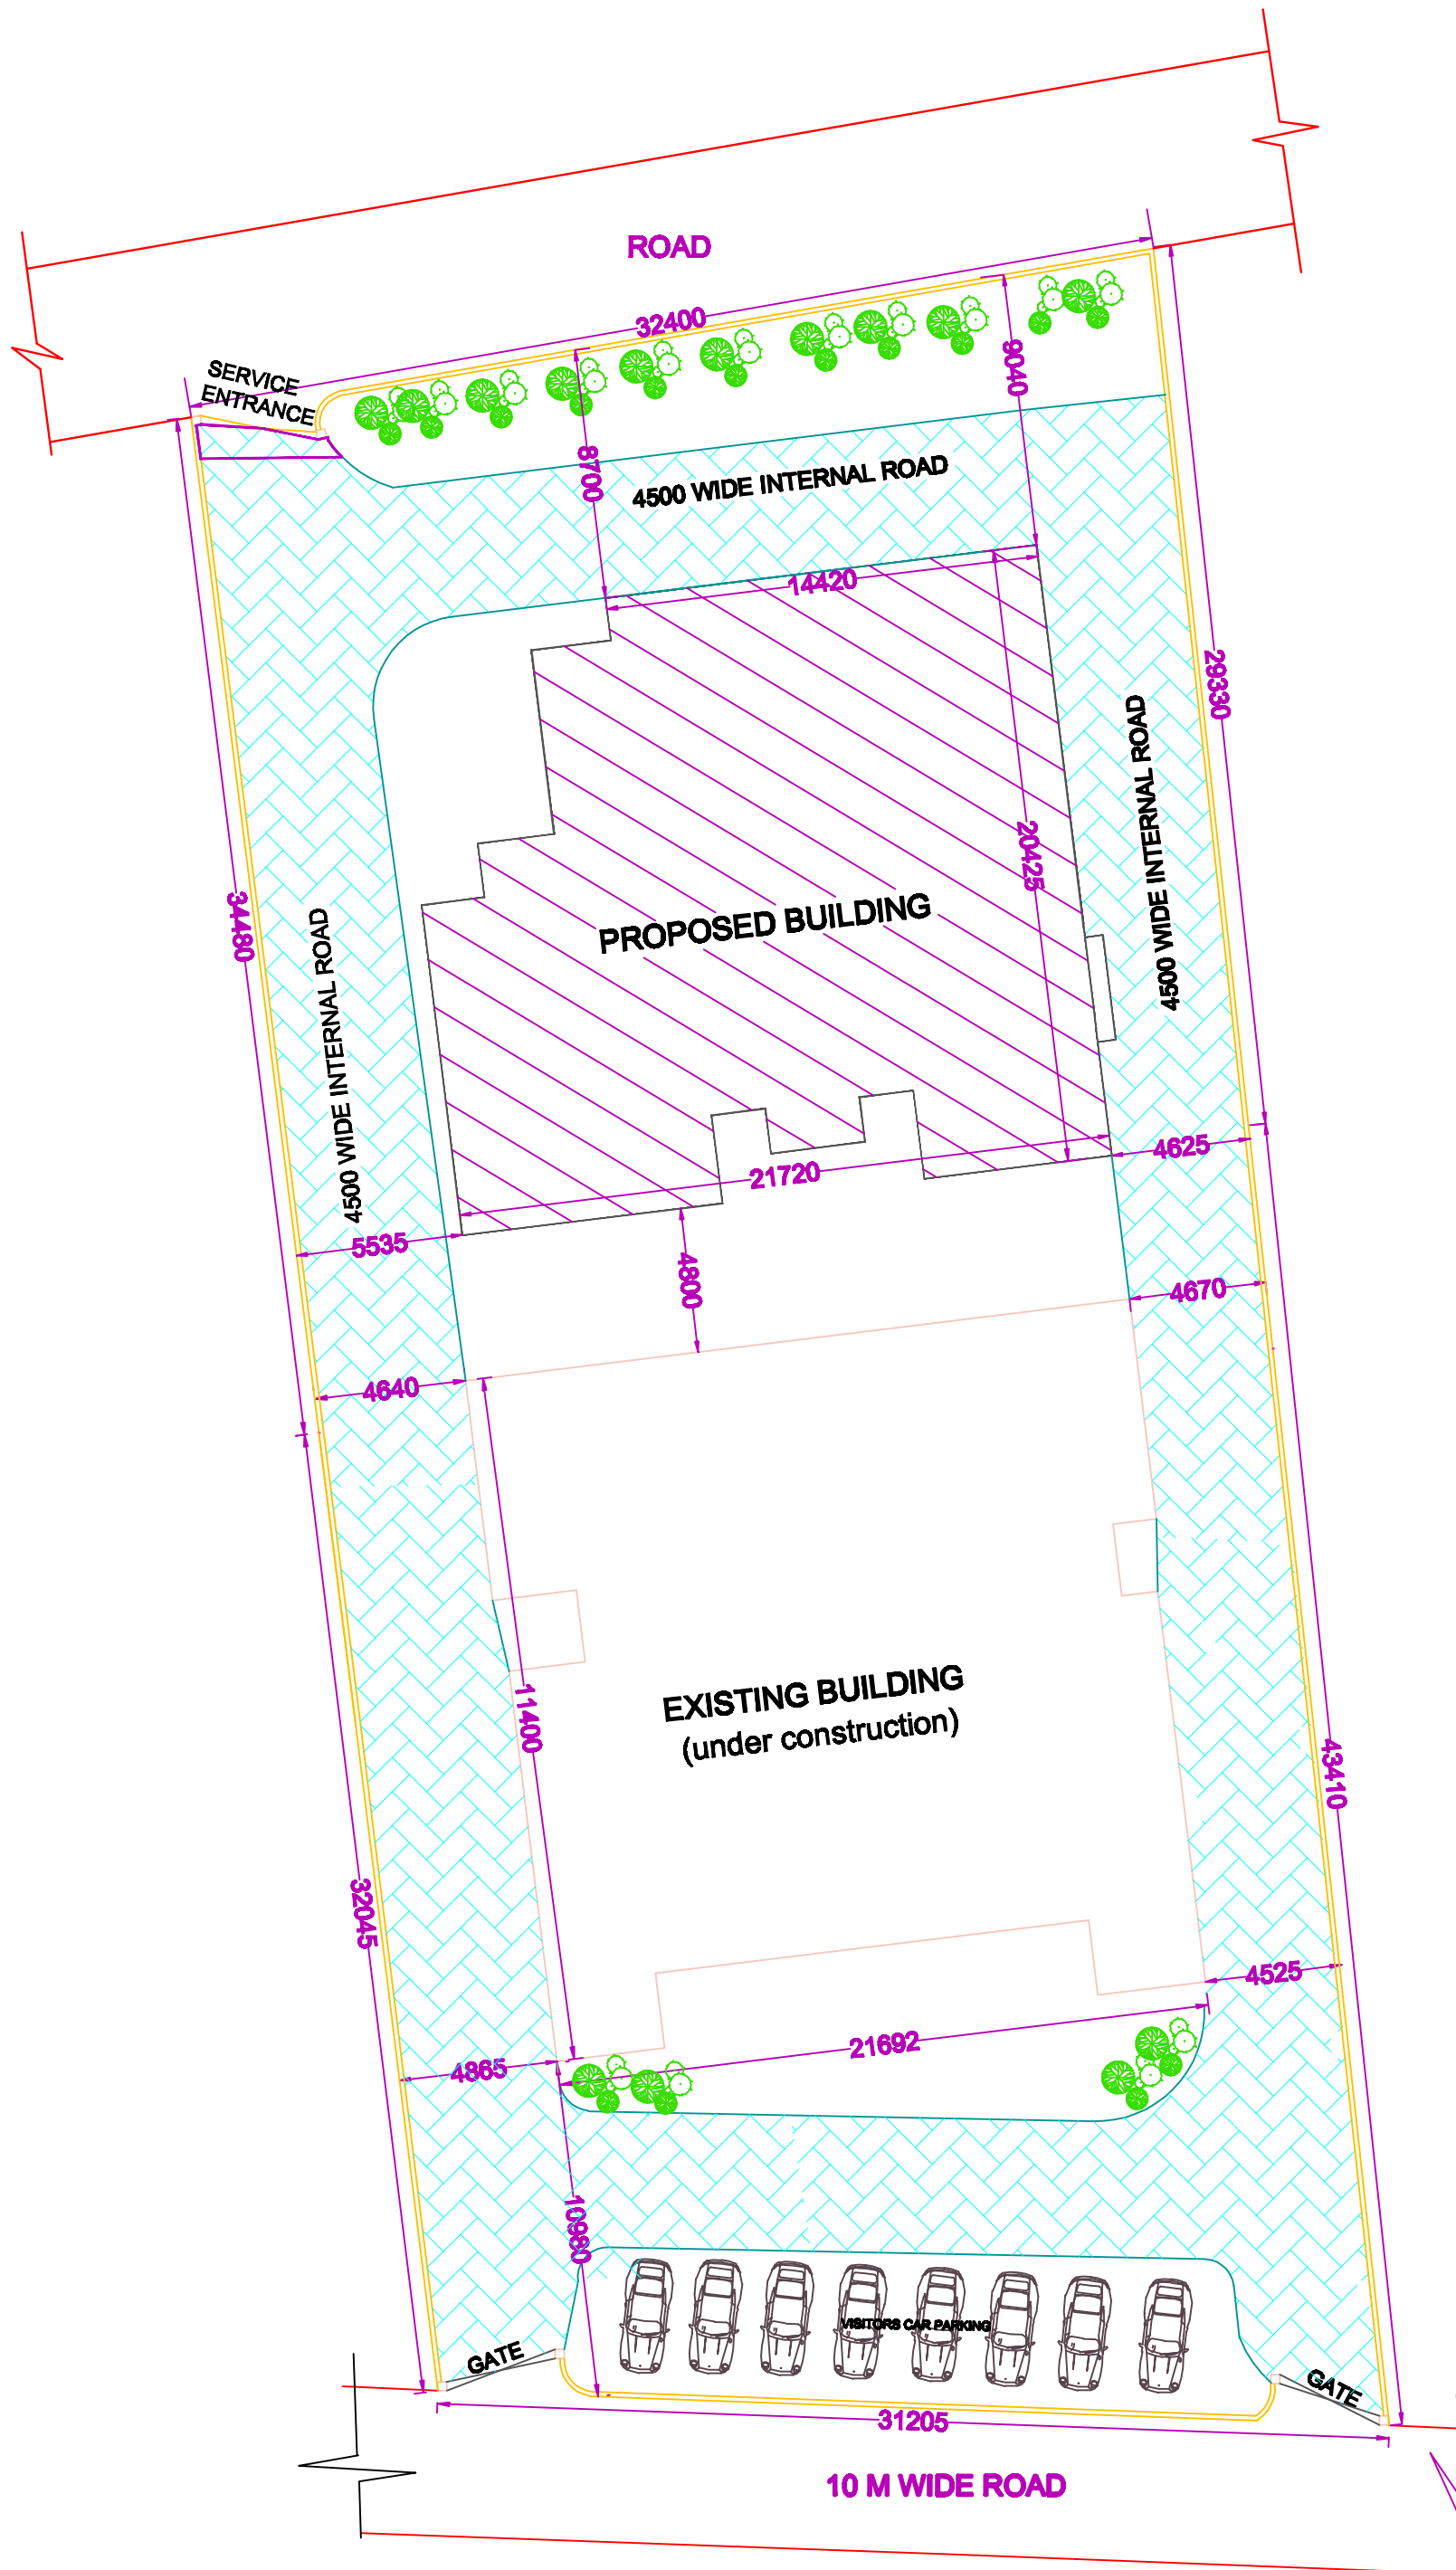 ROAD
32400
SERVICE
ENTRANCE
9040
8700
4500 WIDE INTERNAL ROAD
14420
29330
4500 WIDE INTERNAL ROAD
20425
34480
PROPOSED BUILDING
4500 WIDE INTERNAL ROAD
21720
4625
5535
4800
4670
4640
EXISTING BUILDING
(under construction)
11400
43410
32045
4525
21692
4865
VISITORS CAR PARKING
GATE
GATE
31205
10 M WIDE ROAD